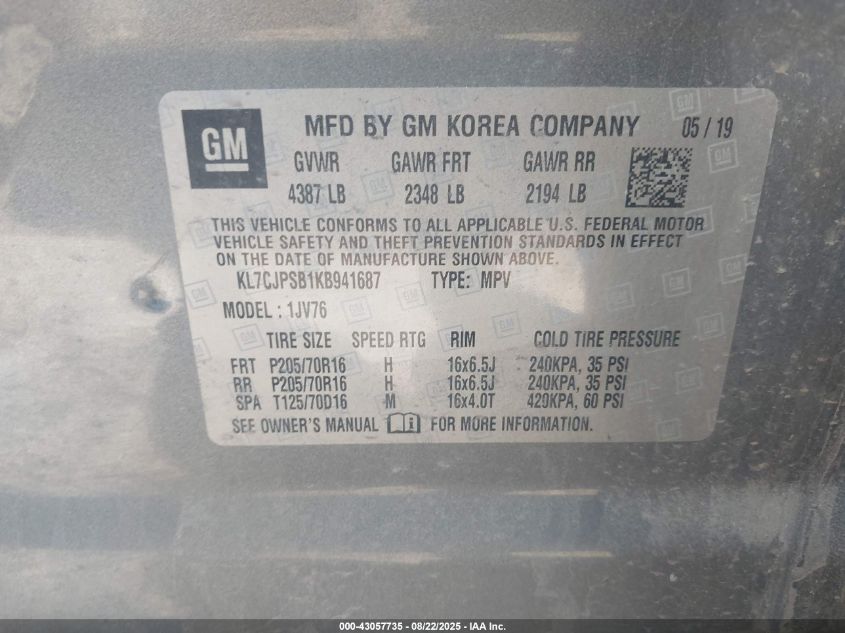 GM MFD BY GM KOREA COMPANY 05 / 19
GVWR GAWR FRT GAWR RR
4387 LB 2348 LB 2194 LB
THIS VEHICLE CONFORMS TO ALL APPLICABLE U.S. FEDERAL MOTOR
VEHICLE SAFETY AND THEFT PREVENTION STANDARDS IN EFFECT
ON THE DATE OF MANUFACTURE SHOWN ABOVE.
KL7CJPSB1KB941687 TYPE: MPV
MODEL : 1JV76
TIRE SIZE SPEED RTG RIM COLD TIRE PRESSURE
FRT P205/70R16 H 16x6.5J 240KPA, 35 PSI
RR P205/70R16 H 16x6.5J 240KPA, 35 PSI
SPA T125/70D16 M 16x4.0T 420KPA, 60 PSI
SEE OWNER'S MANUAL FOR MORE INFORMATION.
000-43057735 - 08/22/2025 - IAA Inc.